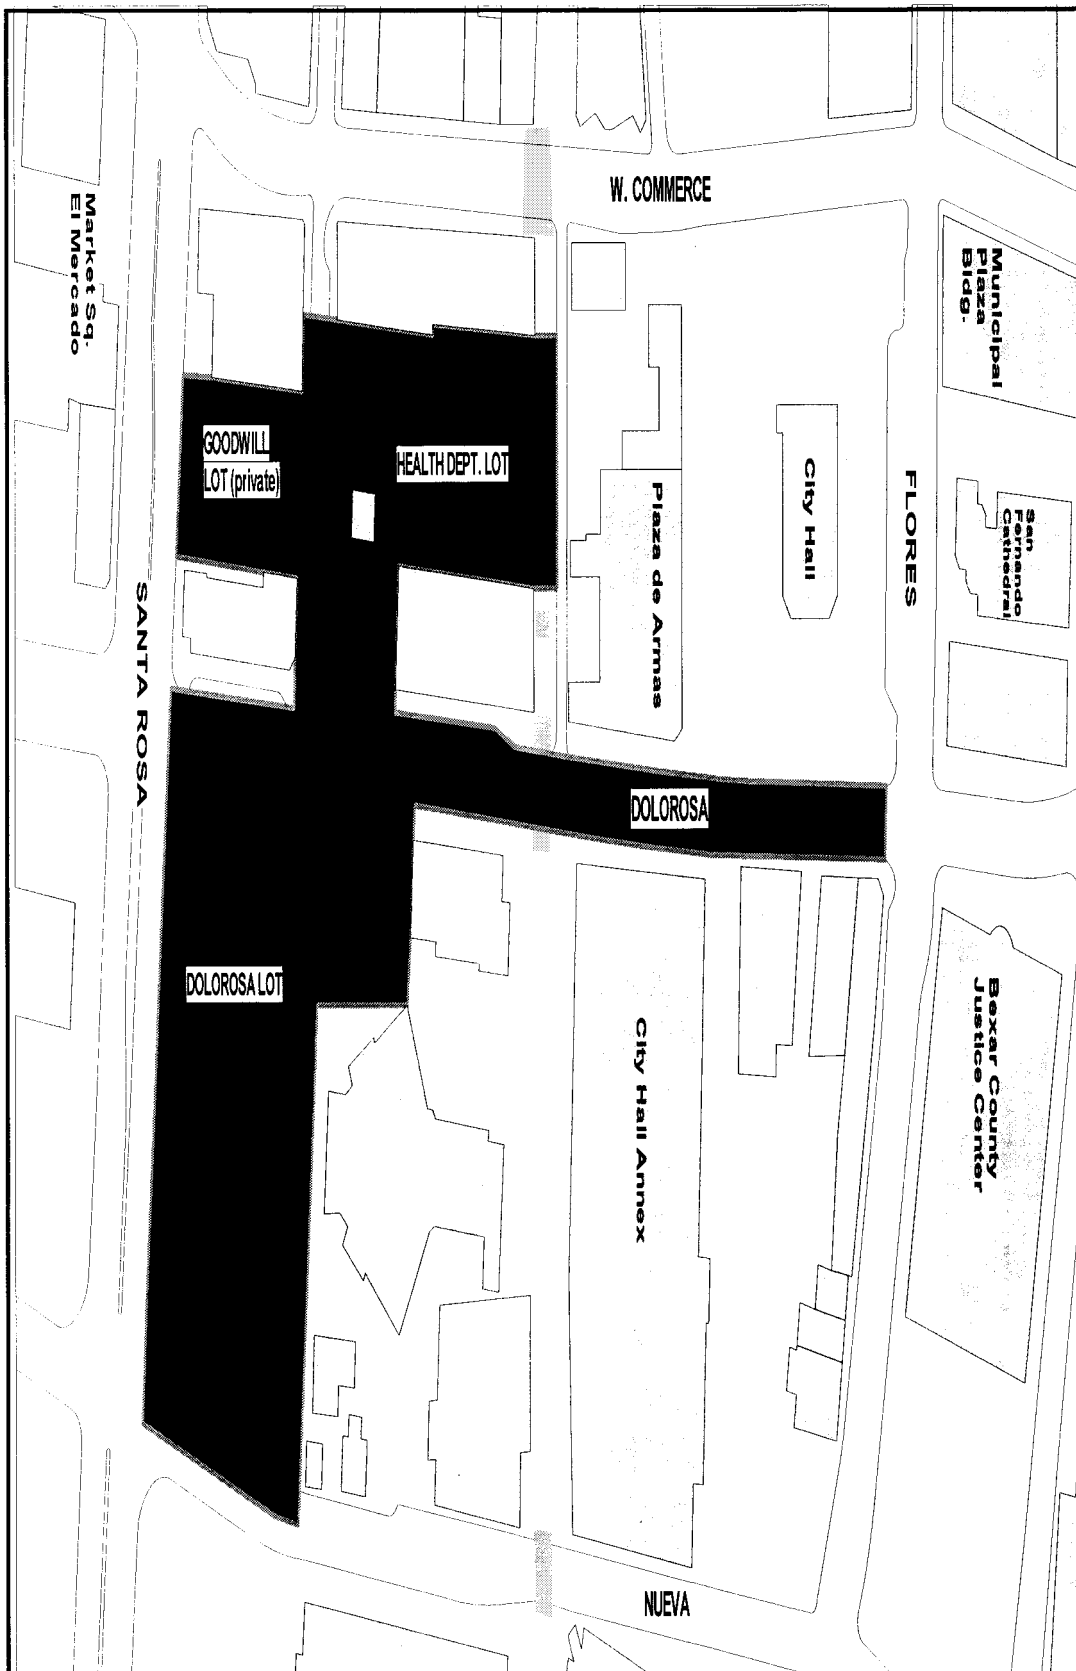 W. COMMERCE
Market Sq.
El Mercado
Municipal
Plaza
Bldg.
GOODWILL
LOT (private)
HEALTH DEPT. LOT
Plaza de Armas
City Hall
FLORES
San
Fernando
Cathedral
SANTA ROSA
DOLOROSA
DOLOROSA LOT
City Hall Annex
Bexar County
Justice Center
NUEVA